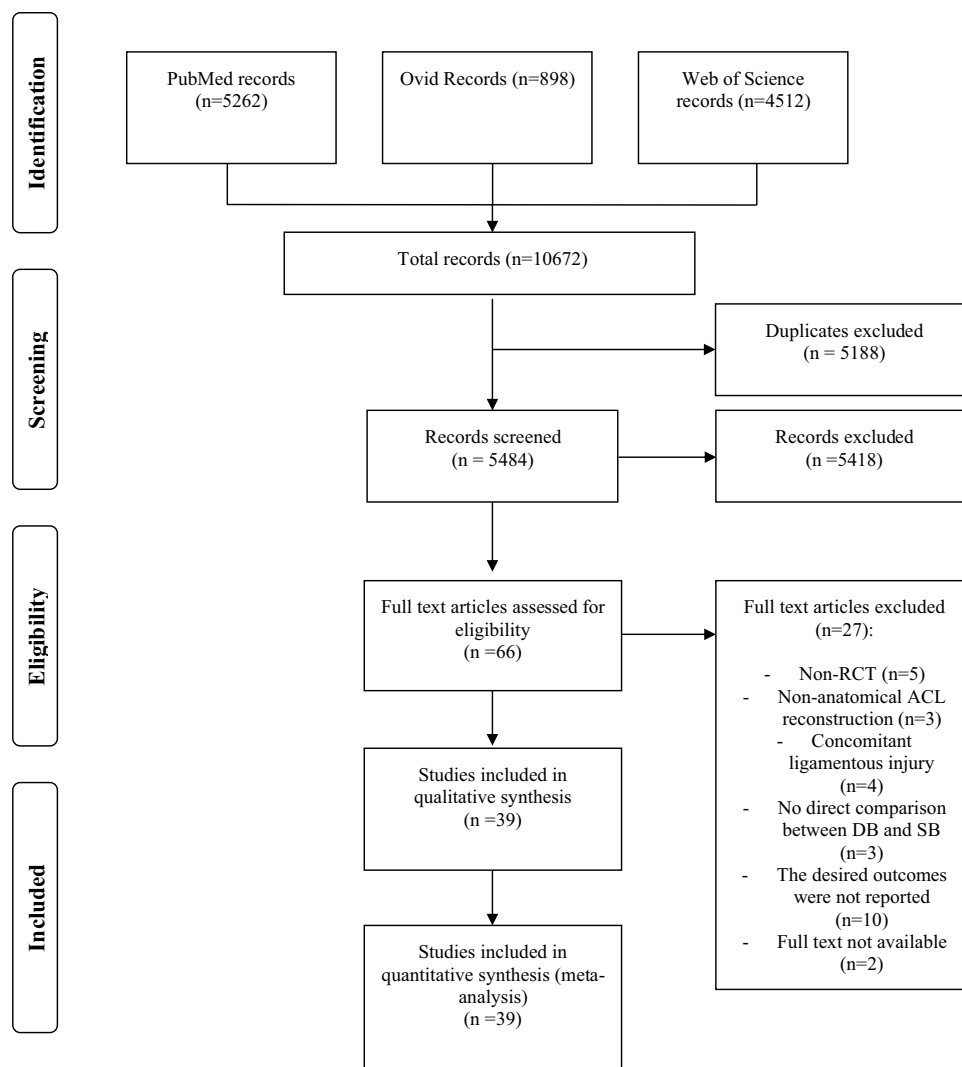 Identification
PubMed records
(n=5262)
Ovid Records (n=898)
Web of Science
records (n=4512)
Total records (n=10672)
Screening
Duplicates excluded
(n = 5188)
Records screened
(n = 5484)
Records excluded
(n =5418)
Eligibility
Full text articles assessed for
eligibility
(n =66)
Full text articles excluded
(n=27):
- Non-RCT (n=5)
- Non-anatomical ACL
reconstruction (n=3)
- Concomitant
ligamentous injury
(n=4)
- No direct comparison
between DB and SB
(n=3)
- The desired outcomes
were not reported
(n=10)
- Full text not available
(n=2)
Included
Studies included in
qualitative synthesis
(n =39)
Studies included in
quantitative synthesis (meta-
analysis)
(n =39)